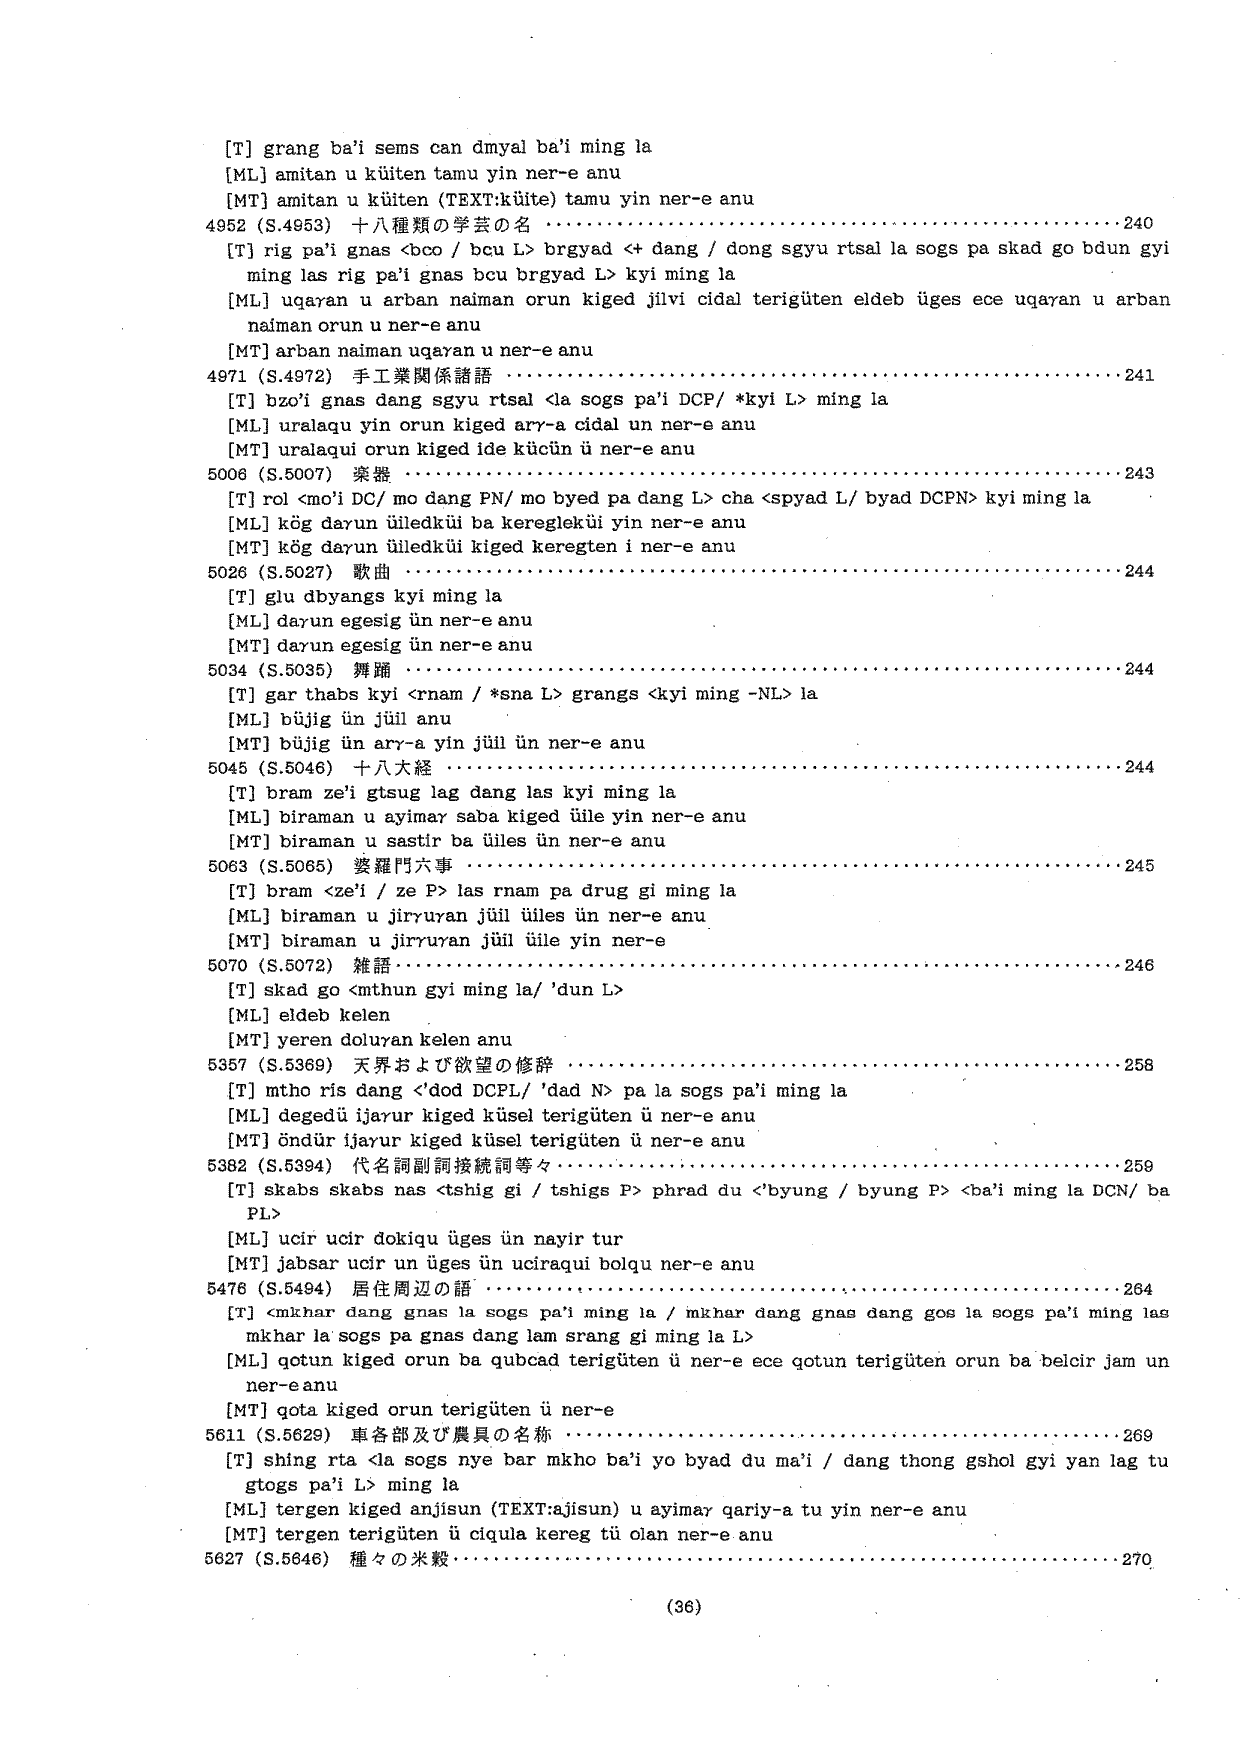 [T] grang ba'i sems can dmyal ba'i ming la
[ML] amitan u küiten tamu yin ner-e anu
[MT] amitan u küiten (TEXT:küite) tamu yin ner-e anu
4952 (S.4953) 十八種類の学芸の名 ………………………………………240
[T] rig pa'i gnas <bco / bcu L> brgyad <+ dang / dong sgyu rtsal la sogs pa skad go bdun gyi
ming las rig pa'i gnas bcu brgyad L> kyi ming la
[ML] uqaγan u arban naiman orun kiged jilvi cidal terigüten eldeb üges ece uqaγan u arban
naiman orun u ner-e anu
[MT] arban naiman uqaγan u ner-e anu
4971 (S.4972) 手工業関係諸語 ………………………………………241
[T] bzo'i gnas dang sgyu rtsal <la sogs pa'i DCP/ *kyi L> ming la
[ML] uralaqu yin orun kiged arγ-a cidal un ner-e anu
[MT] uralaqui orun kiged ide kücün ü ner-e anu
5006 (S.5007) 楽器 ………………………………………243
[T] rol <mo'i DC/ mo dang PN/ mo byed pa dang L> cha <spyad L/ byad DCPN> kyi ming la
[ML] kög daγun üiledküi ba keregleküi yin ner-e anu
[MT] kög daγun üiledküi kiged keregten i ner-e anu
5026 (S.5027) 歌曲 ………………………………………244
[T] glu dbyangs kyi ming la
[ML] daγun egesig ün ner-e anu
[MT] daγun egesig ün ner-e anu
5034 (S.5035) 舞踊 ………………………………………244
[T] gar thabs kyi <rnam / *sna L> grangs <kyi ming -NL> la
[ML] büjig ün jüil anu
[MT] büjig ün arγ-a yin jüil ün ner-e anu
5045 (S.5046) 十八大経 ………………………………………244
[T] bram ze'i gtsug lag dang las kyi ming la
[ML] biraman u ayimaγ saba kiged üile yin ner-e anu
[MT] biraman u sastir ba üiles ün ner-e anu
5063 (S.5065) 婆羅門六事 ………………………………………245
[T] bram <ze'i / ze P> las rnam pa drug gi ming la
[ML] biraman u jirγuγan jüil üiles ün ner-e anu
[MT] biraman u jirγuγan jüil üile yin ner-e
5070 (S.5072) 雑語………………………………………246
[T] skad go <mthun gyi ming la/ 'dun L>
[ML] eldeb kelen
[MT] yeren doluγan kelen anu
5357 (S.5369) 天界および欲望の修辞 ………………………………………258
[T] mtho ris dang <'dod DCPL/ 'dad N> pa la sogs pa'i ming la
[ML] degedü ijaγur kiged küsel terigüten ü ner-e anu
[MT] öndür ijaγur kiged küsel terigüten ü ner-e anu
5382 (S.5394) 代名詞副詞接続詞等々………………………………………259
[T] skabs skabs nas <tshig gi / tshigs P> phrad du <'byung / byung P> <ba'i ming la DCN/ ba
PL>
[ML] ucir ucir dokiqu üges ün nayir tur
[MT] jabsar ucir un üges ün uciraqui bolqu ner-e anu
5476 (S.5494) 居住周辺の語 ………………………………………264
[T] <mkhar dang gnas la sogs pa'i ming la / mkhar dang gnas dang gos la sogs pa'i ming las
mkhar la sogs pa gnas dang lam srang gi ming la L>
[ML] qotun kiged orun ba qubcad terigüten ü ner-e ece qotun terigüten orun ba belcir jam un
ner-e anu
[MT] qota kiged orun terigüten ü ner-e
5611 (S.5629) 車各部及び農具の名称 ………………………………………269
[T] shing rta <la sogs nye bar mkho ba'i yo byad du ma'i / dang thong gshol gyi yan lag tu
gtogs pa'i L> ming la
[ML] tergen kiged anjisun (TEXT:ajisun) u ayimaγ qariy-a tu yin ner-e anu
[MT] tergen terigüten ü ciqula kereg tü olan ner-e anu
5627 (S.5646) 種々の米穀………………………………………270
(36)